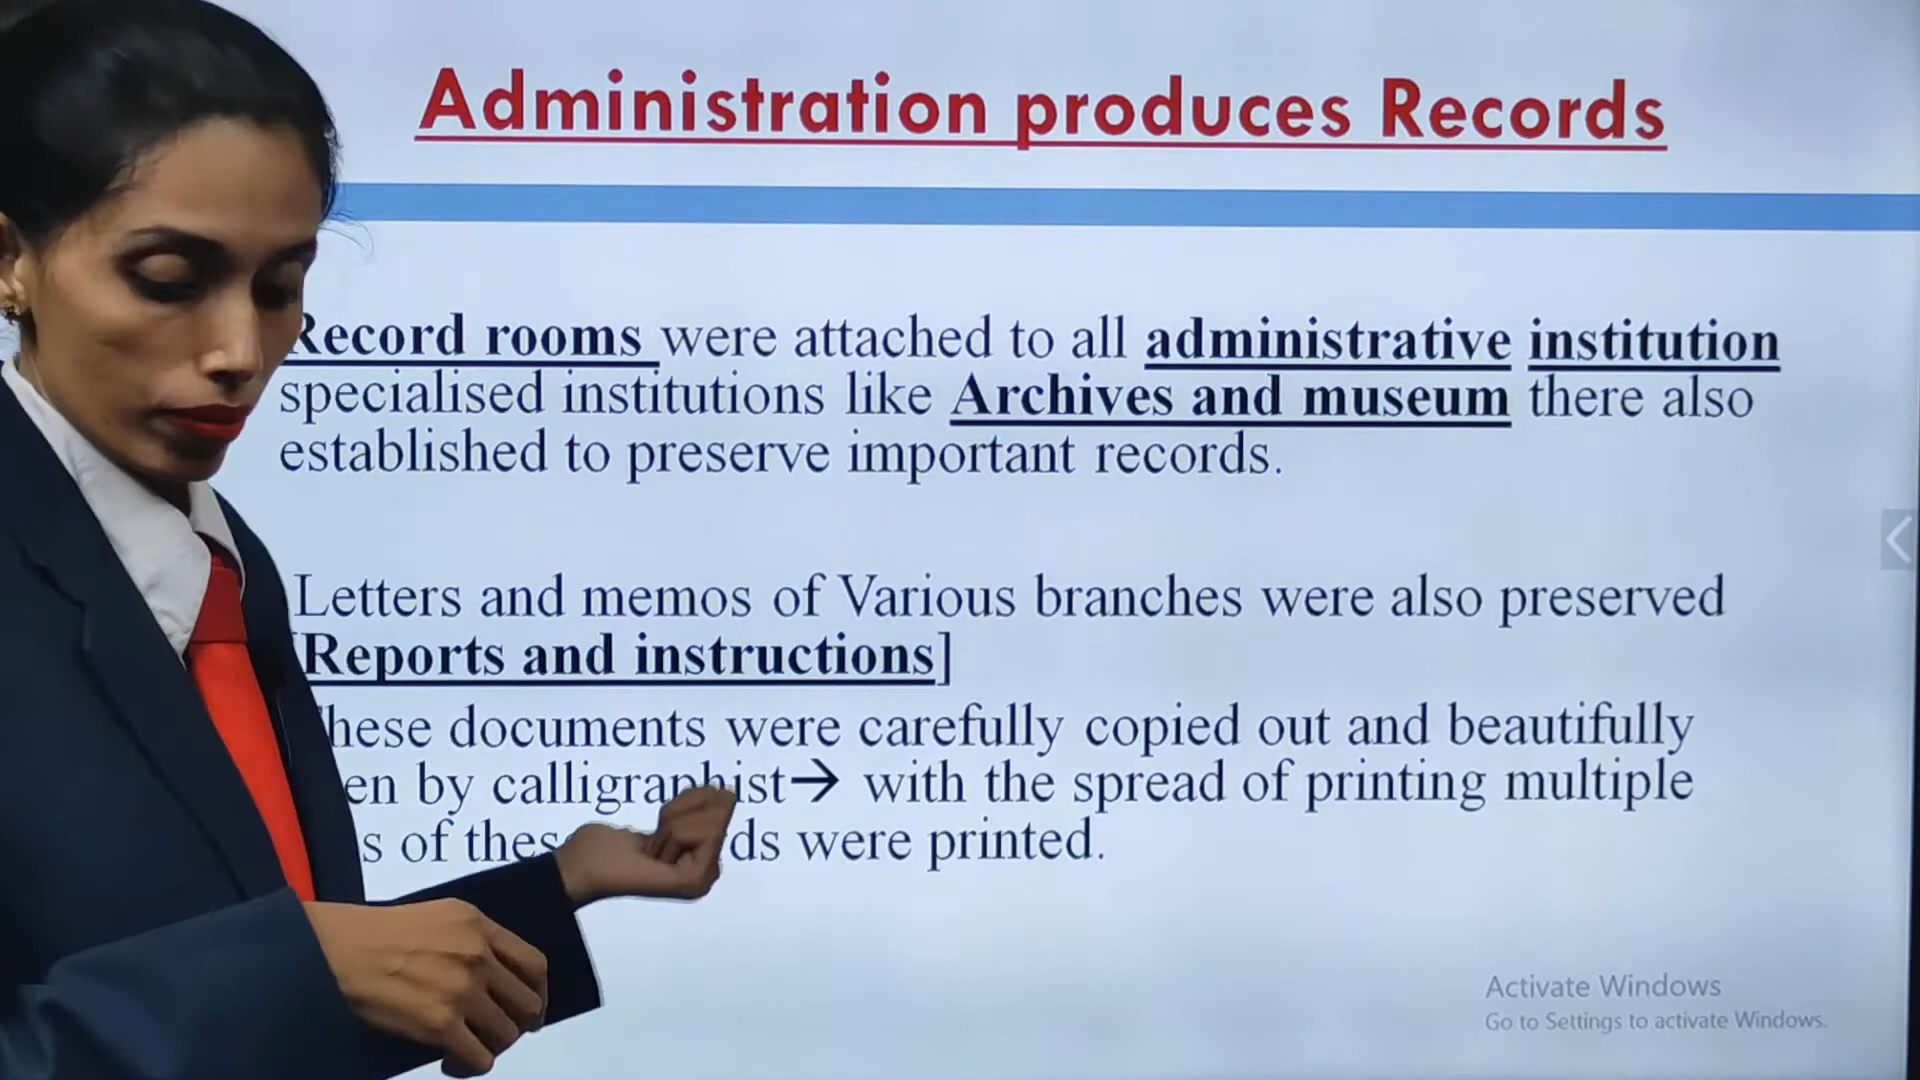 Administration produces Records
Record rooms were attached to all administrative institution
specialised institutions like Archives and museum there also
established to preserve important records.
Letters and memos of Various branches were also preserved
[Reports and instructions]
These documents were carefully copied out and beautifully
by calligraphist→ with the spread of printing multiple
of these were printed.
Activate Windows
Go to Settings to activate Windows.